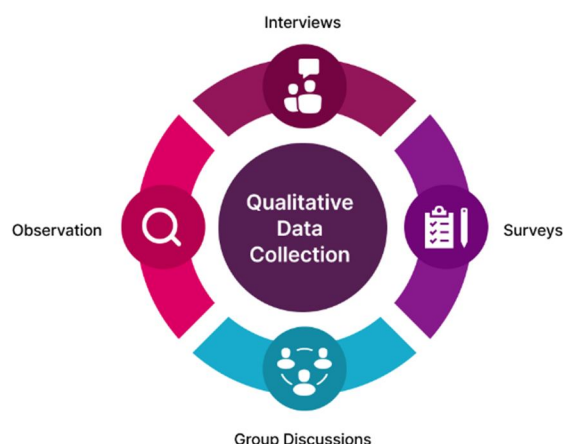 Interviews
Qualitative
Data
Collection
Observation
Surveys
Group Discussions